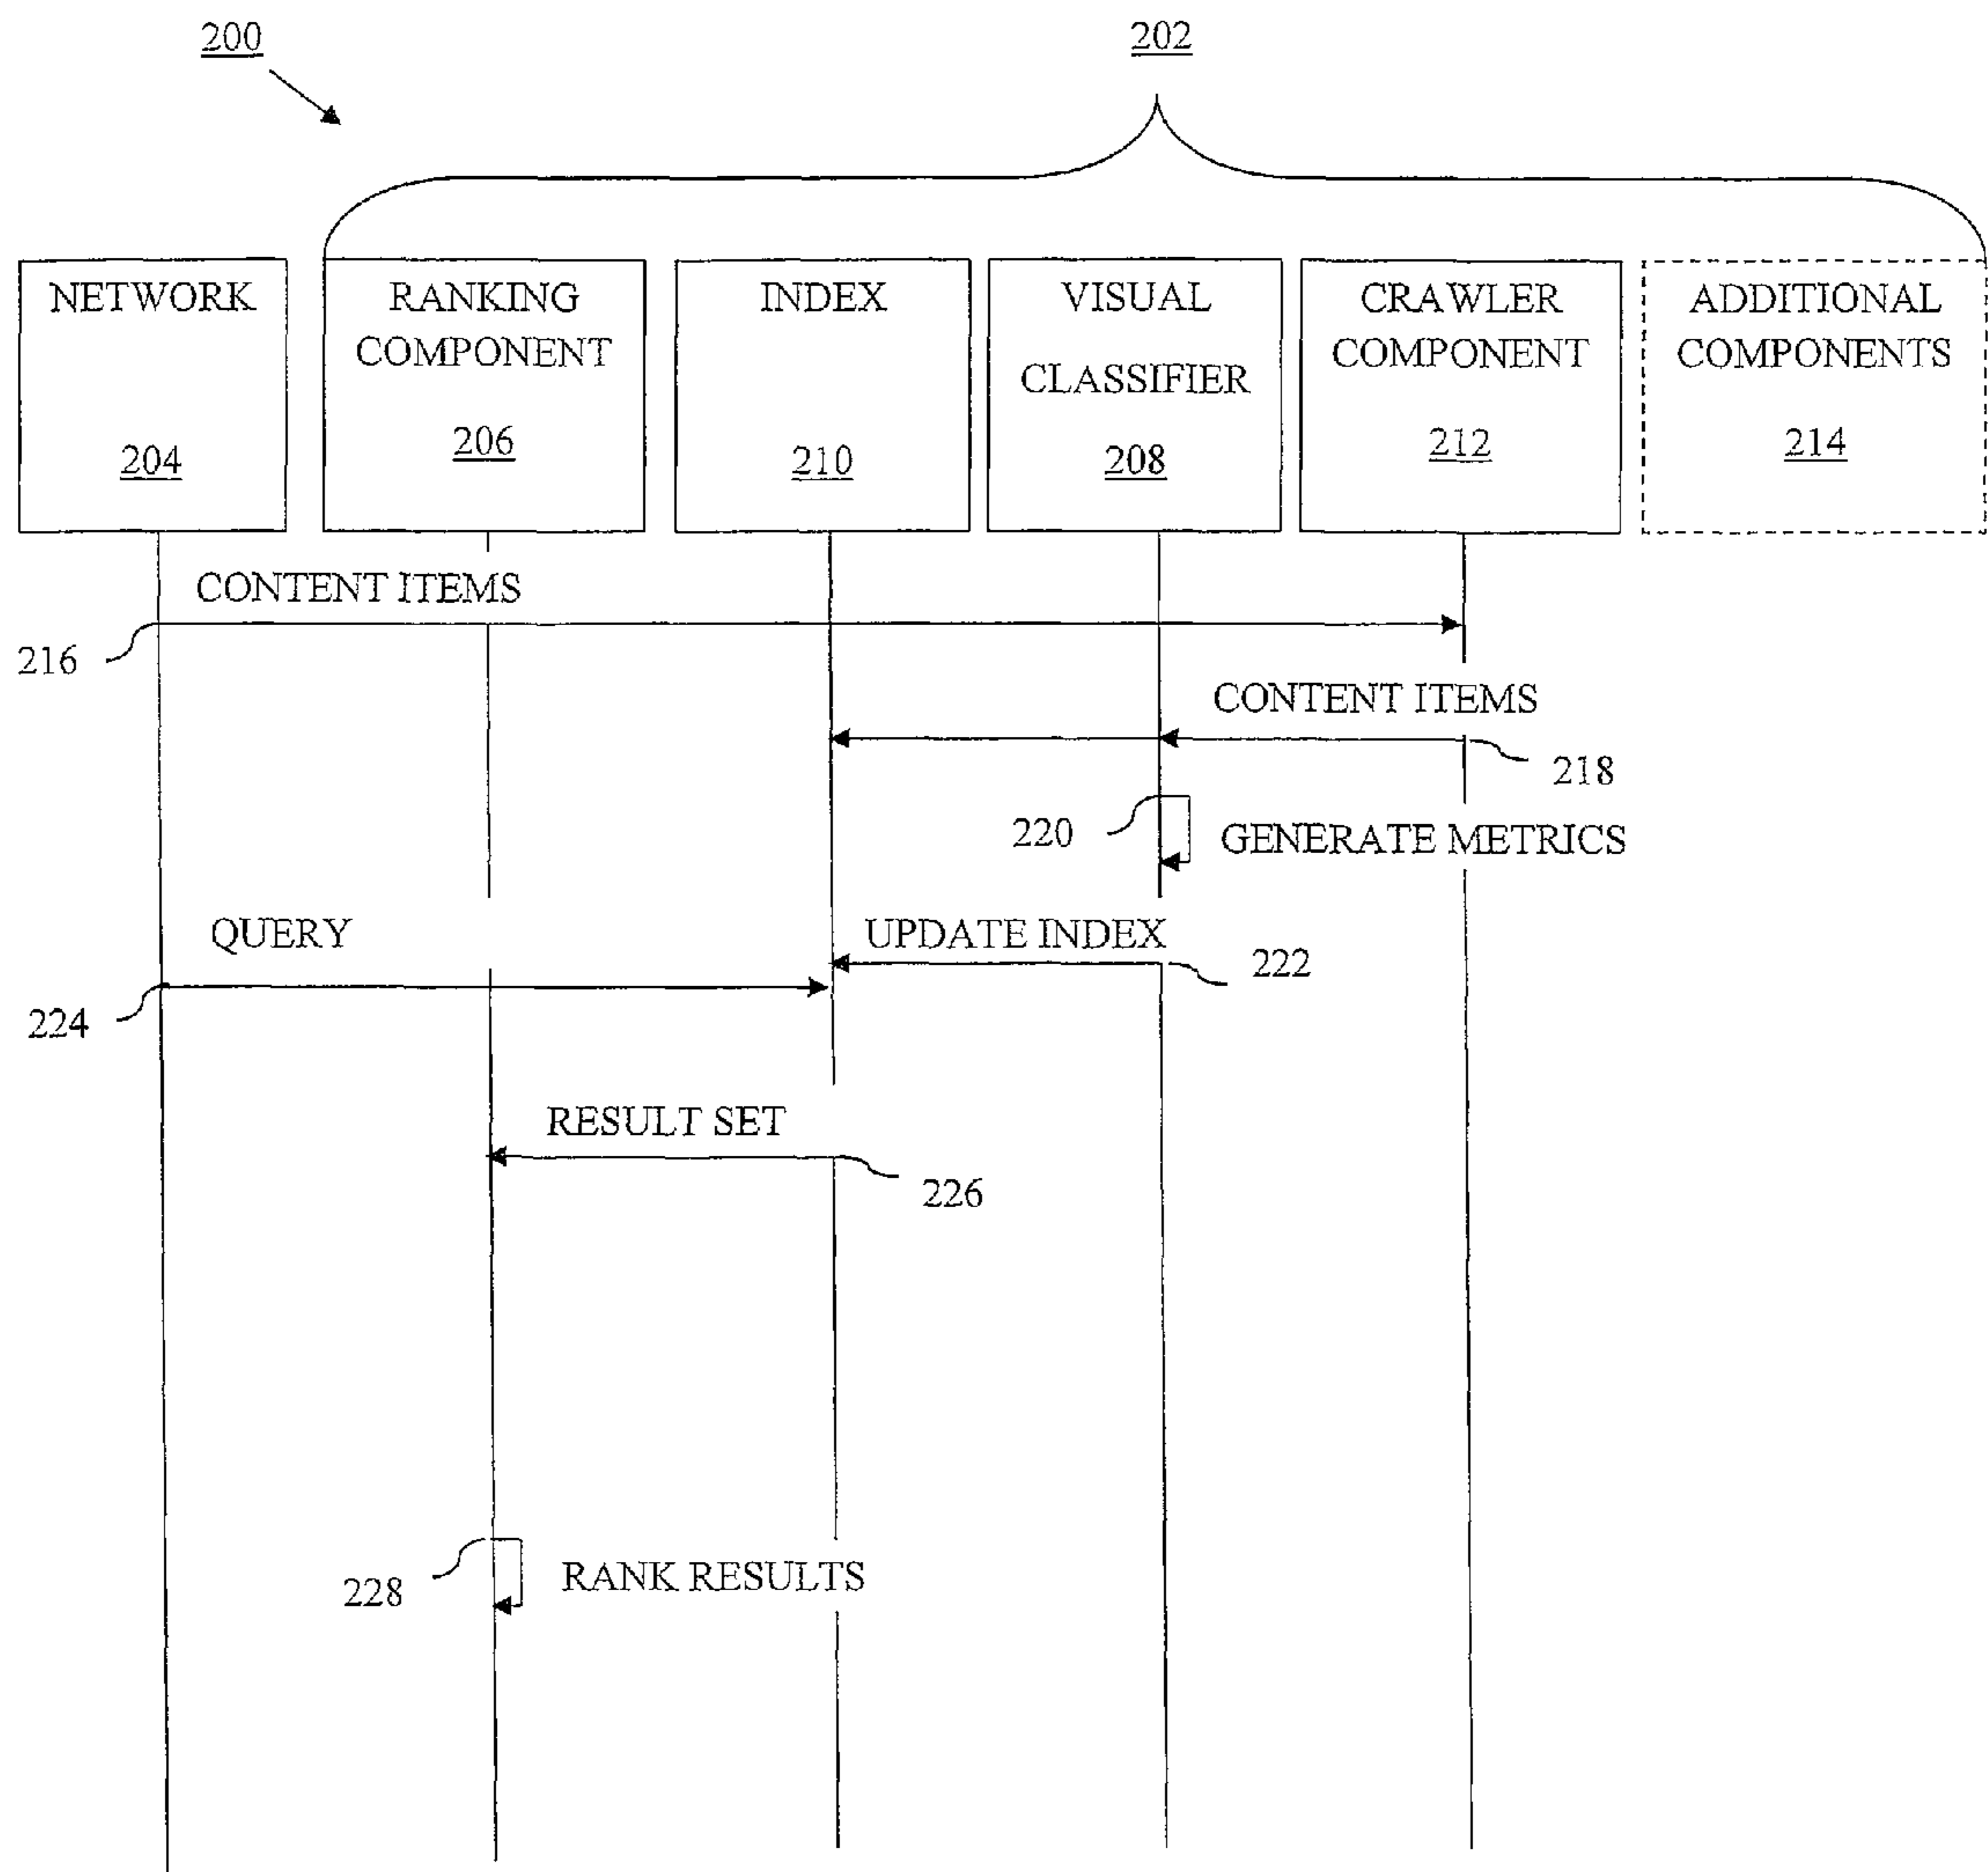 200
202
NETWORK
204
RANKING
COMPONENT
206
INDEX
210
VISUAL
CLASSIFIER
208
CRAWLER
COMPONENT
212
ADDITIONAL
COMPONENTS
214
CONTENT ITEMS
216
CONTENT ITEMS
218
220
GENERATE METRICS
QUERY
UPDATE INDEX
222
224
RESULT SET
226
228
RANK RESULTS